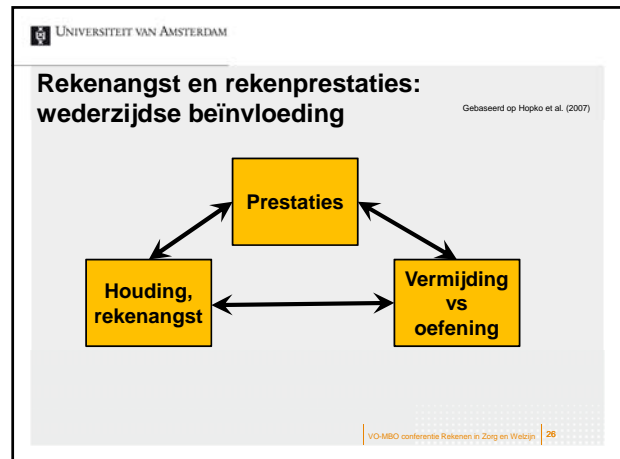 UNIVERSITEIT VAN AMSTERDAM
Rekenangst en rekenprestaties:
wederzijdse beïnvloeding
Gebaseerd op Hopko et al. (2007)
Prestaties
Houding,
rekenangst
Vermijding
vs
oefening
VO-MBO conferentie Rekenen in Zorg en Welzijn
26